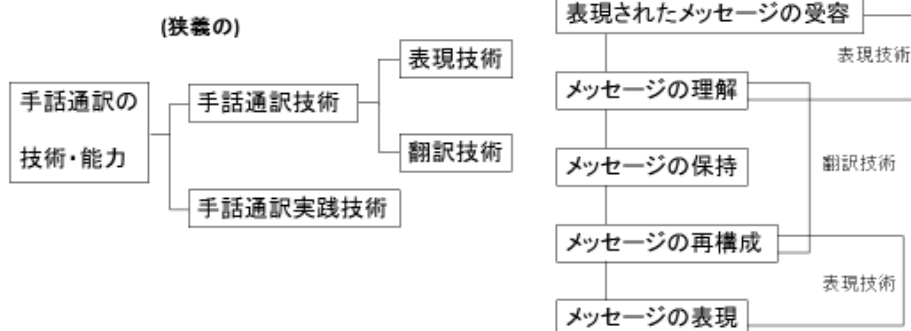 (狭義の)
手話通訳の
技術・能力
手話通訳技術
表現技術
翻訳技術
手話通訳実践技術
表現されたメッセージの受容
表現技術
メッセージの理解
翻訳技術
メッセージの保持
メッセージの再構成
表現技術
メッセージの表現